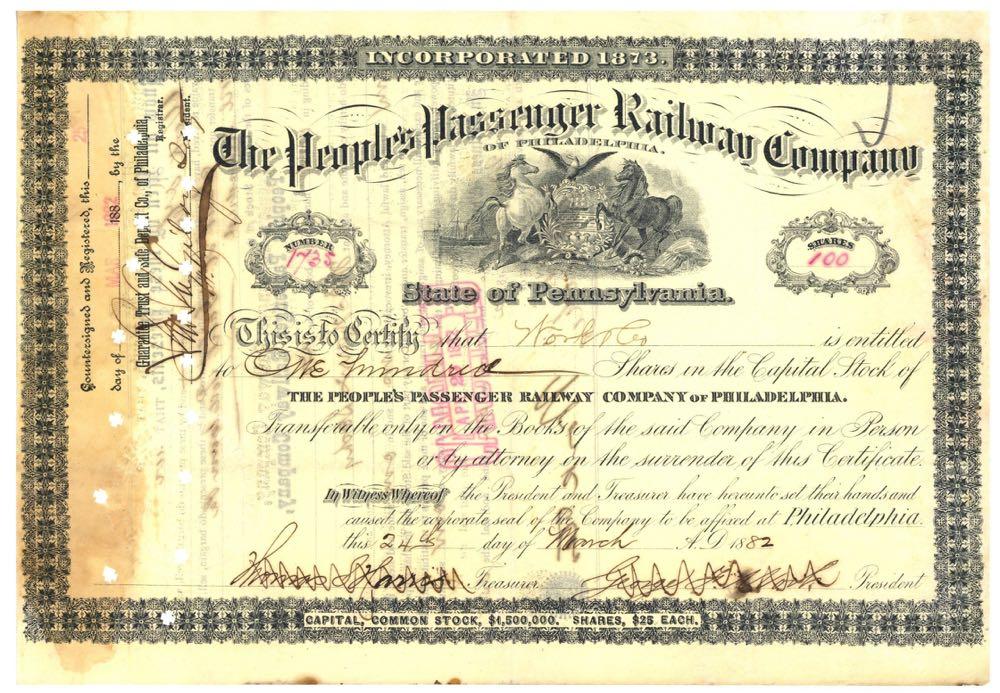 INCORPORATED 1873.
The People's Passenger Railway Company
OF PHILADELPHIA.
NUMBER
1735
SHARES
100
State of Pennsylvania.
This is to Certify that Work & Co is entitled
to One Hundred Shares in the Capital Stock of
THE PEOPLE'S PASSENGER RAILWAY COMPANY OF PHILADELPHIA.
Transferable only on the Books of the said Company in Person
or by attorney on the surrender of this Certificate.
In Witness Whereof the President and Treasurer have hereunto set their hands and
caused the corporate seal of the Company to be affixed at Philadelphia.
this 24th day of March A.D. 1882
Treasurer
President
CAPITAL, COMMON STOCK, $1,500,000. SHARES, $25 EACH.
Countersigned and Registered, this
day of MAR 1882, by the
Guarantee Trust and Safe Deposit Co., of Philadelphia,
Registrar.